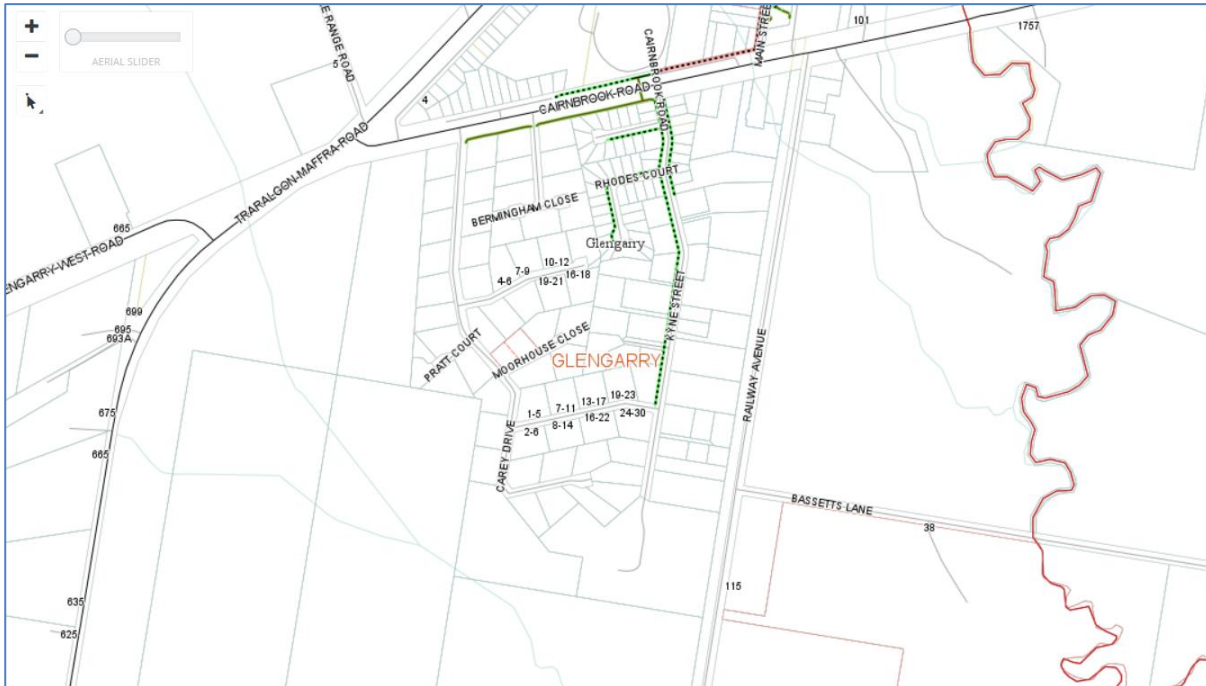 +
−
AERIAL SLIDER
E RANGE ROAD
5
4
CAIRNBROOK ROAD
CAIRNBROOK ROAD
MAIN STREE
101
1757
TRARALGON-MAFFRA ROAD
RHODES COURT
BERMINGHAM CLOSE
665
ENGARRY-WEST ROAD
Glengarry
10-12
7-9
16-18
4-6
19-21
KYNE STREET
699
695
693A
PRATT COURT
MOORHOUSE CLOSE
GLENGARRY
RAILWAY AVENUE
19-23
13-17
7-11
1-5
24-30
16-22
8-14
2-6
675
665
CAREY DRIVE
BASSETTS LANE
38
115
635
625